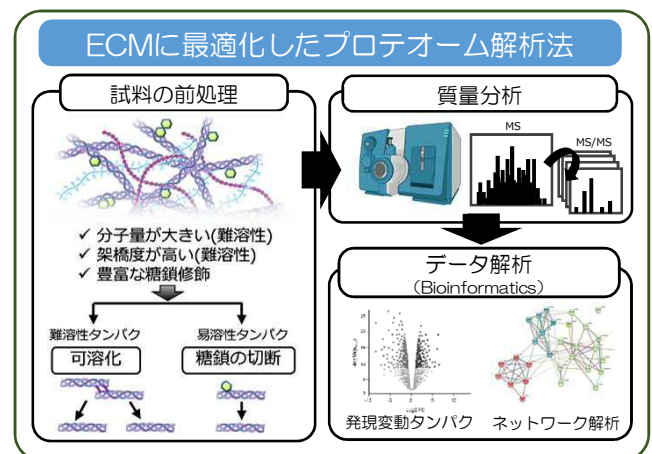 ECMに最適化したプロテオーム解析法
試料の前処理
✓ 分子量が大きい(難溶性)
✓ 架橋度が高い(難溶性)
✓ 豊富な糖鎖修飾
難溶性タンパク
易溶性タンパク
可溶化
糖鎖の切断
質量分析
MS
MS/MS
データ解析
(Bioinformatics)
発現変動タンパク
ネットワーク解析